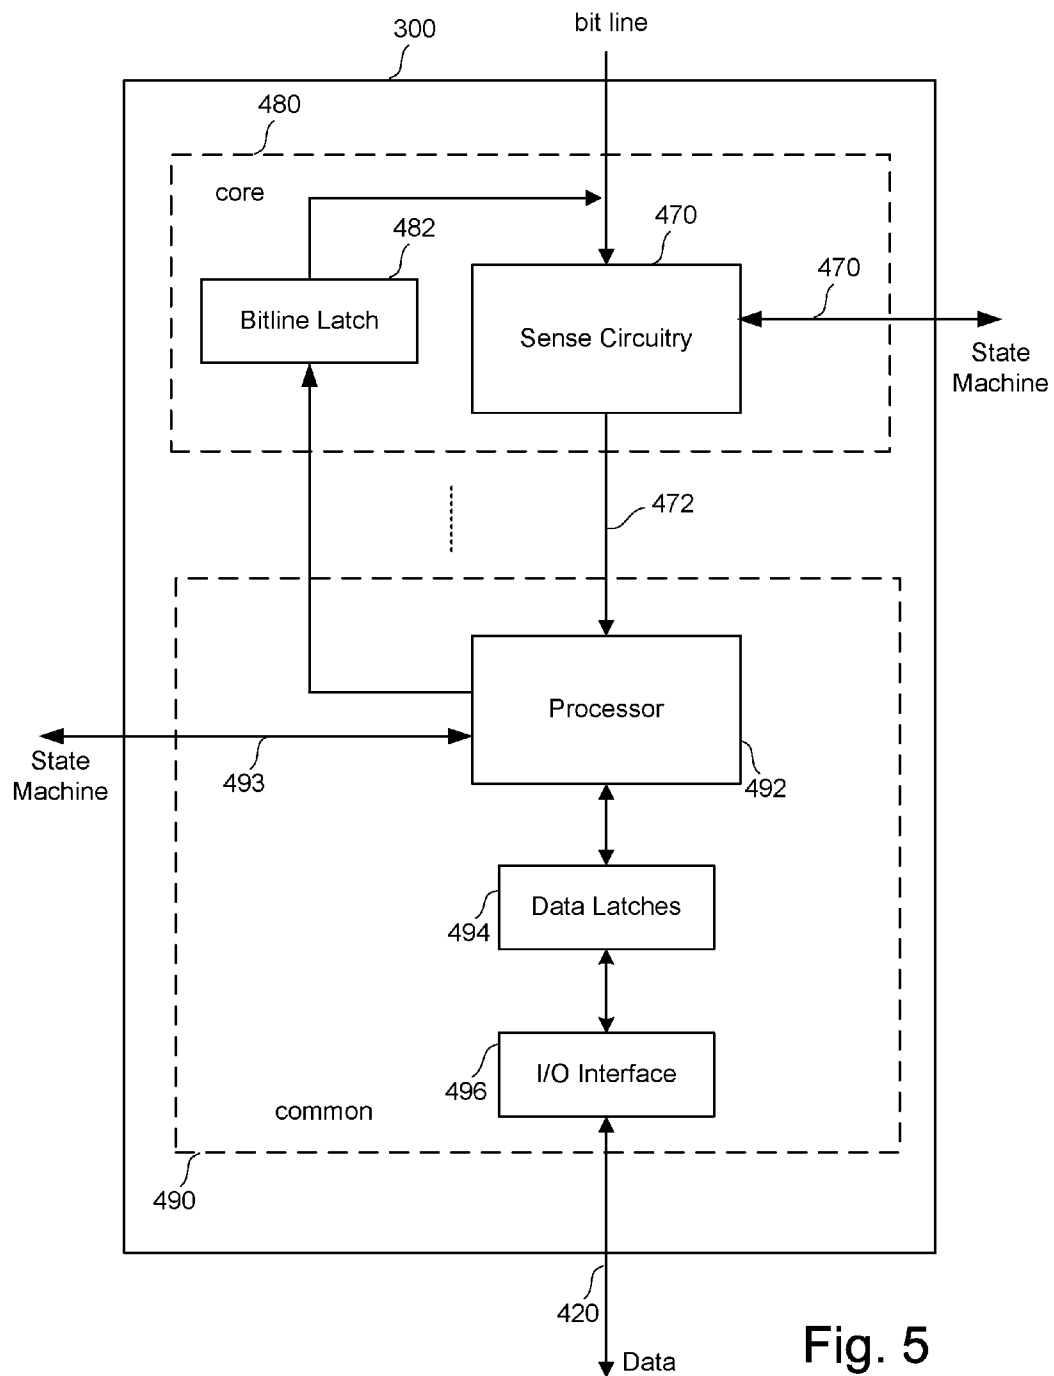 bit line
300
480
core
482
470
470
Bitline Latch
Sense Circuitry
State
Machine
472
Processor
State
Machine
493
492
Data Latches
494
I/O Interface
496
common
490
420
Data
Fig. 5